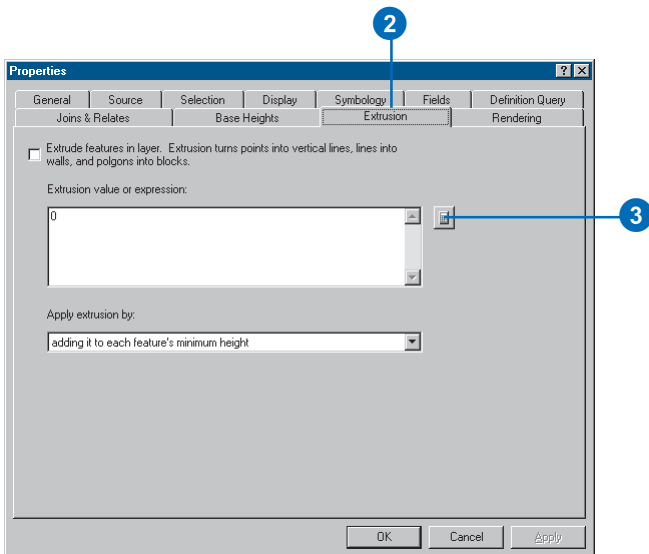 2
Properties
General Source Selection Display Symbology Fields Definition Query
Joins & Relates Base Heights Extrusion Rendering
Extrude features in layer. Extrusion turns points into vertical lines, lines into
walls, and polgons into blocks.
Extrusion value or expression:
0
3
Apply extrusion by:
adding it to each feature's minimum height
OK Cancel Apply